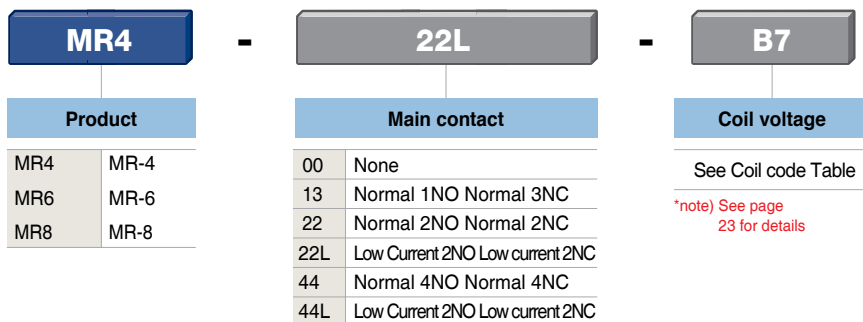 MR4 - 22L - B7
Product
MR4 MR-4
MR6 MR-6
MR8 MR-8
Main contact
00 None
13 Normal 1NO Normal 3NC
22 Normal 2NO Normal 2NC
22L Low Current 2NO Low current 2NC
44 Normal 4NO Normal 4NC
44L Low Current 2NO Low current 2NC
Coil voltage
See Coil code Table
*note) See page
23 for details